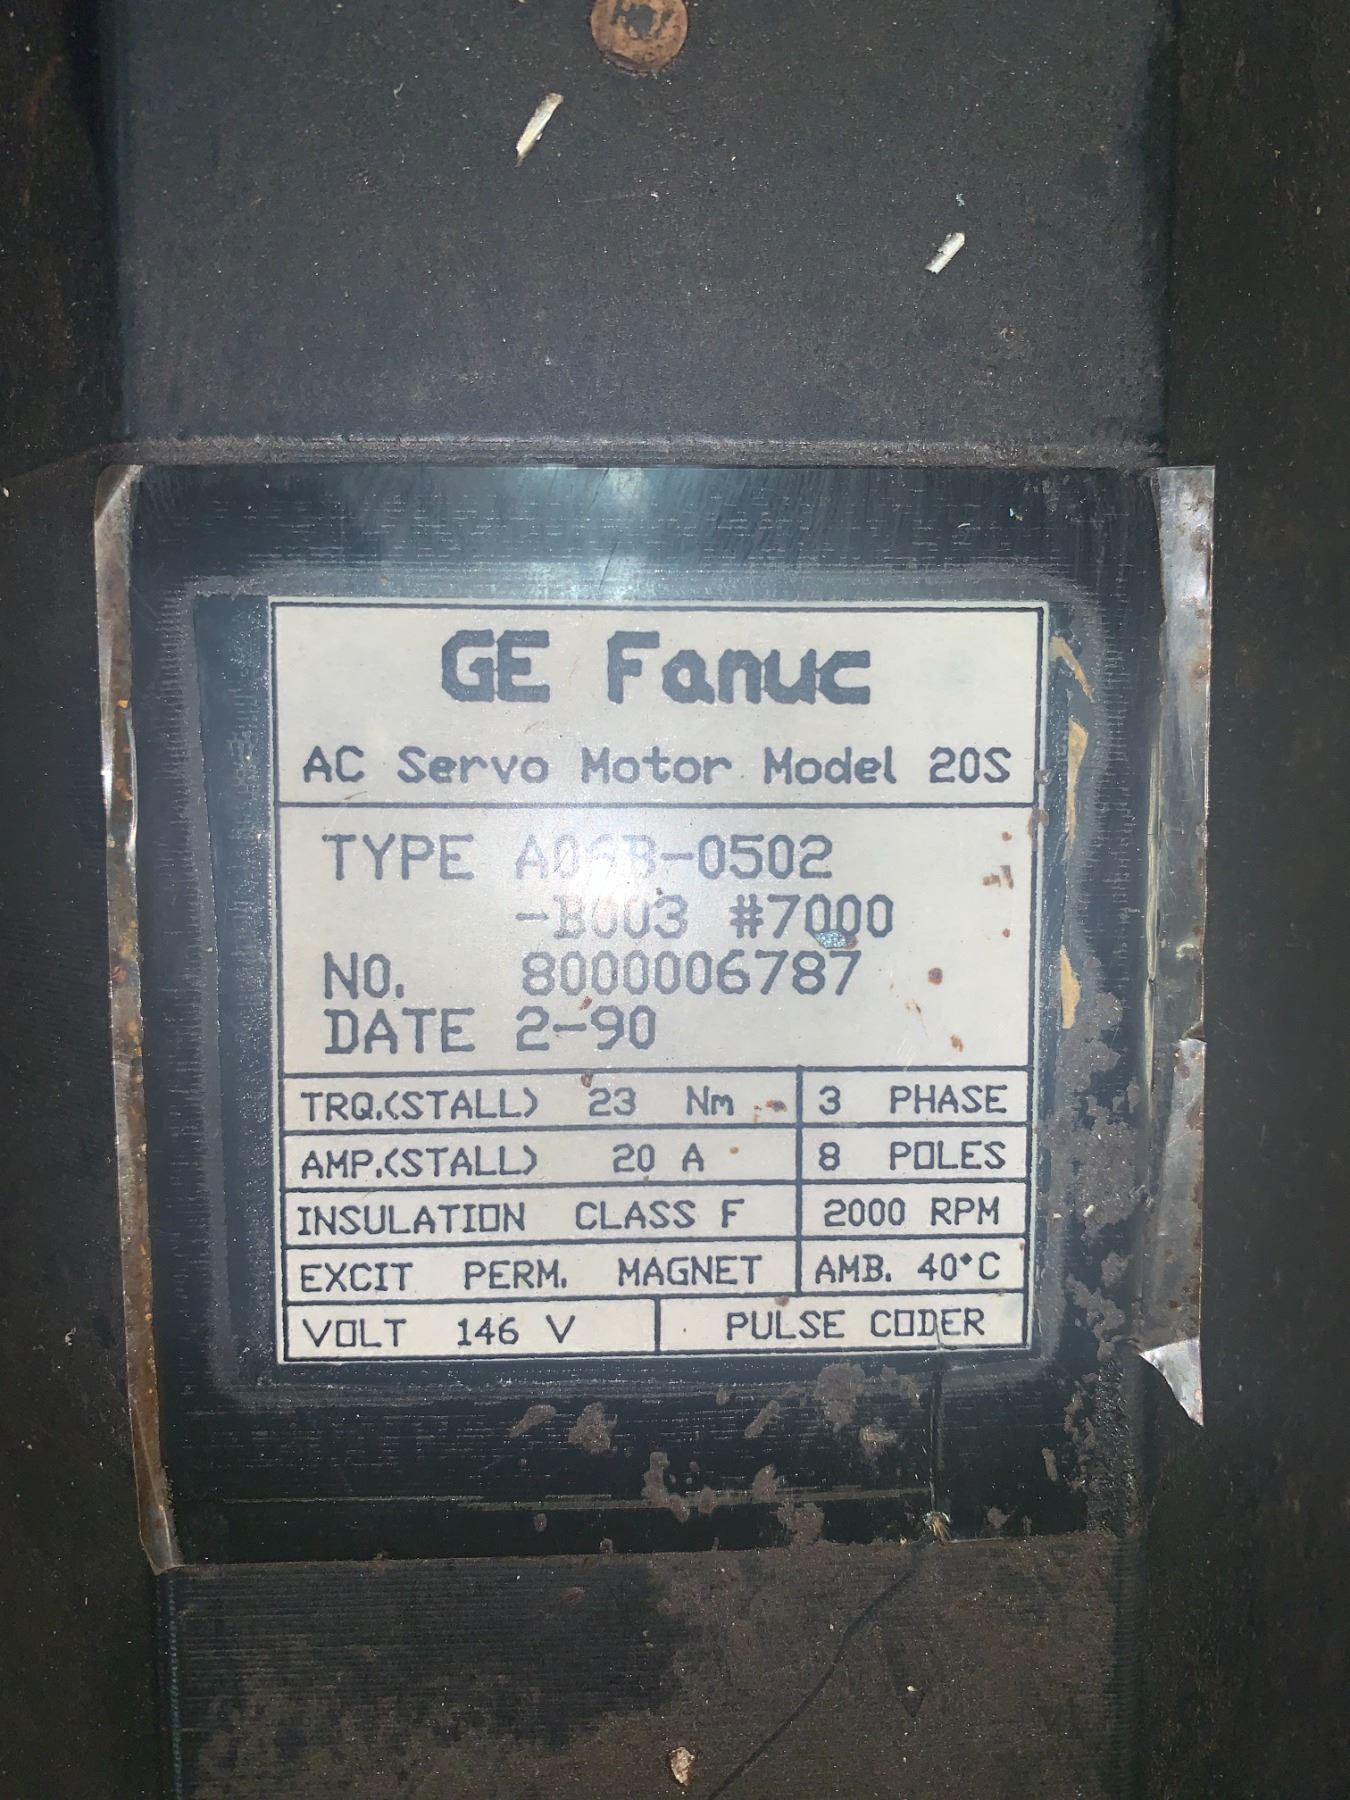 GE Fanuc
AC Servo Motor Model 20S
TYPE A06B-0502
-B003 #7000
NO. 8000006787
DATE 2-90
TRQ.(STALL) 23 Nm 3 PHASE
AMP.(STALL) 20 A 8 POLES
INSULATION CLASS F 2000 RPM
EXCIT PERM. MAGNET AMB. 40°C
VOLT 146 V PULSE CODER